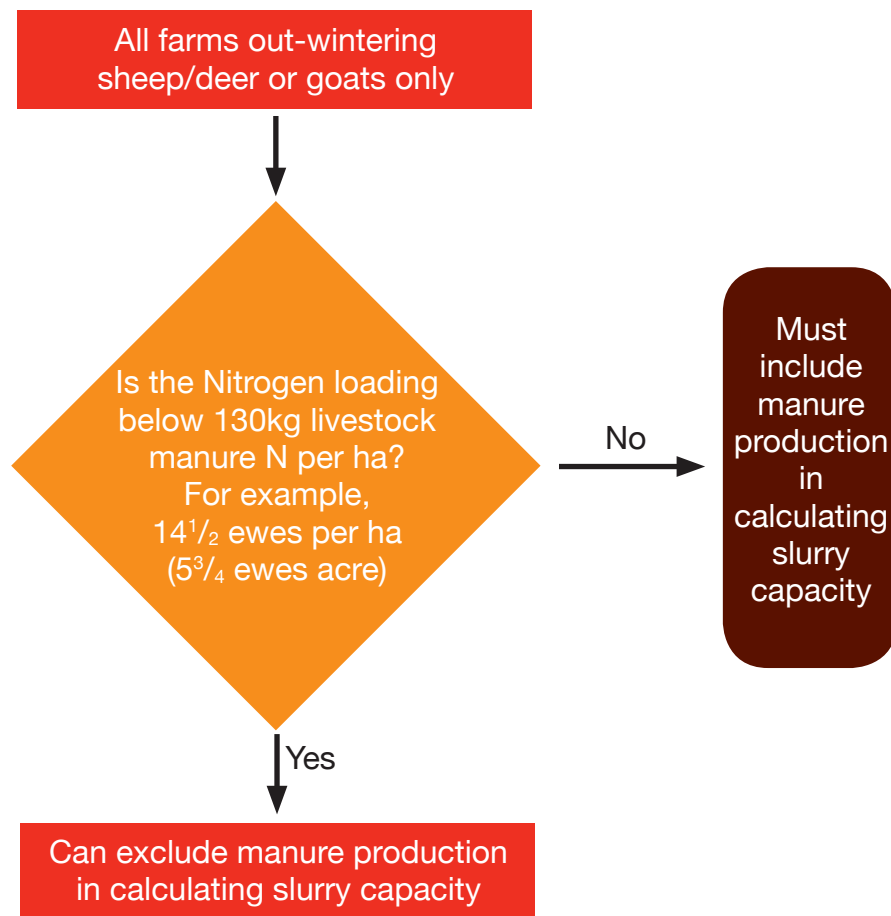 All farms out-wintering
sheep/deer or goats only
Is the Nitrogen loading
below 130kg livestock
manure N per ha?
For example,
14¹/₂ ewes per ha
(5³/₄ ewes acre)
No
Must
include
manure
production
in
calculating
slurry
capacity
Yes
Can exclude manure production
in calculating slurry capacity